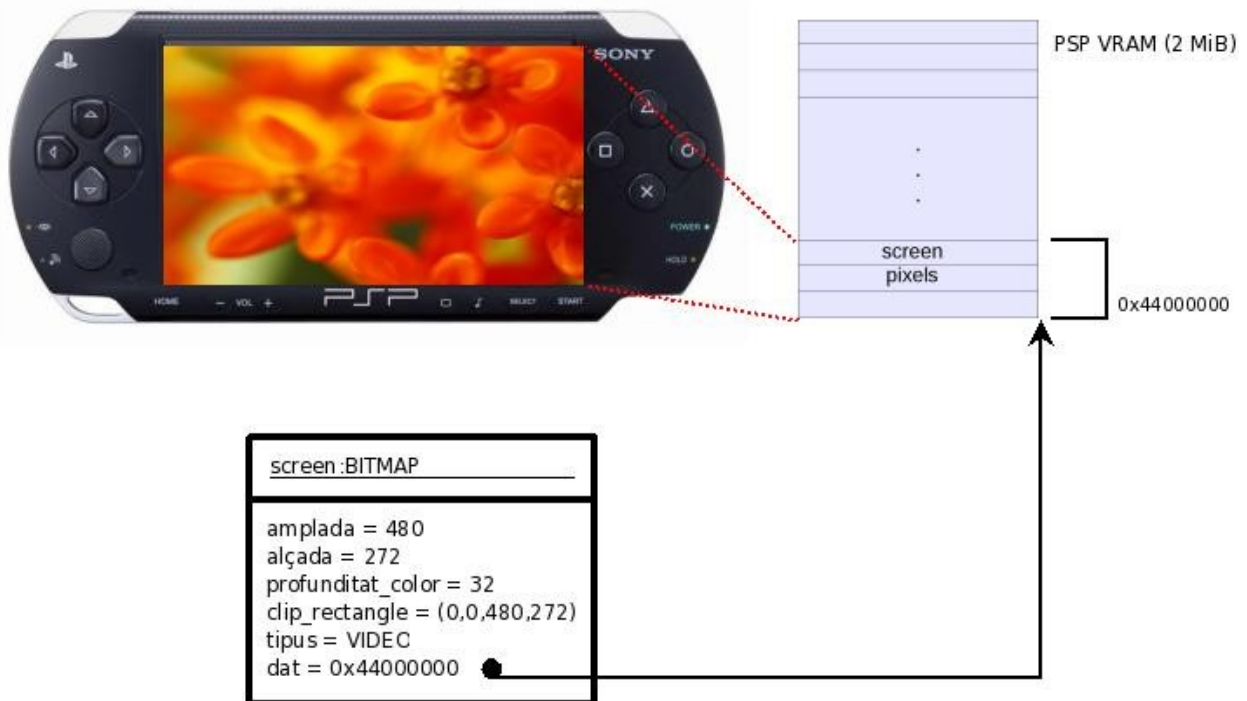 SONY
POWER
HOLD
HOME
− VOL +
PSP
SELECT
START
PSP VRAM (2 MiB)
.
.
.
screen
pixels
0x44000000
screen:BITMAP
amplada = 480
alçada = 272
profunditat_color = 32
clip_rectangle = (0,0,480,272)
tipus = VIDEO
dat = 0x44000000